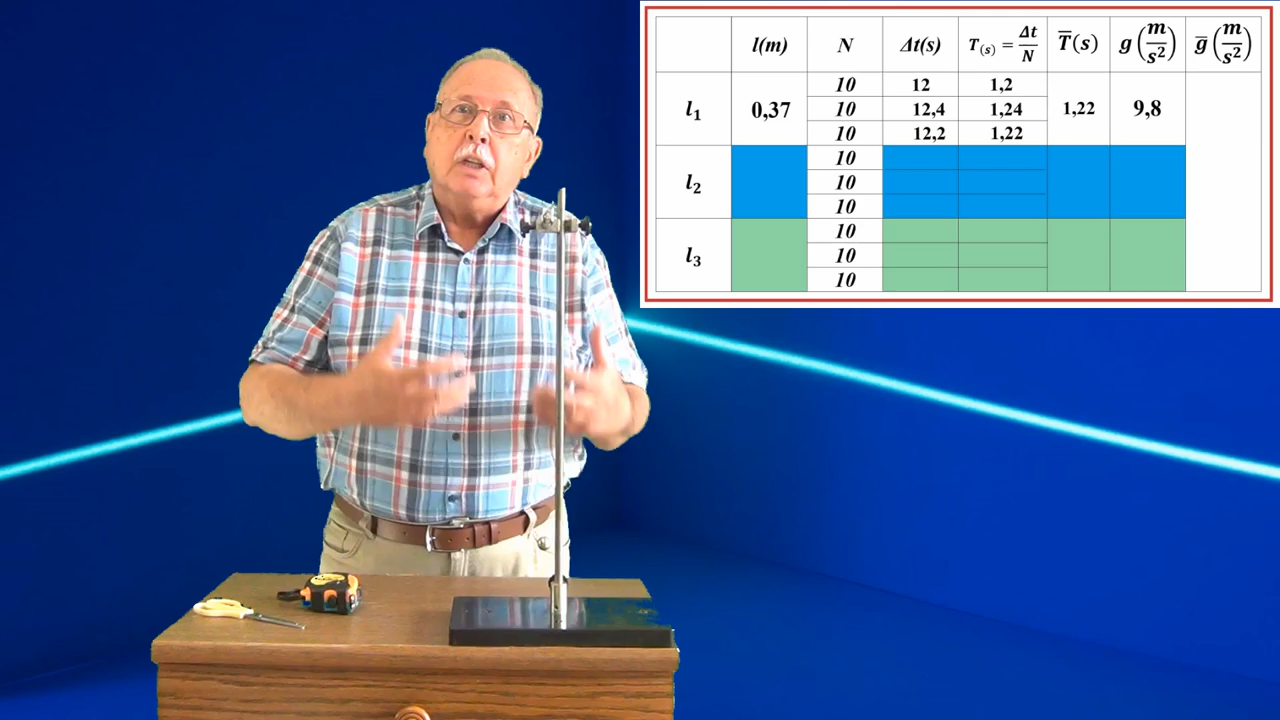 l(m) N Δt(s) T(s) = Δt/N T̅(s) g(m/s²) g̅(m/s²)
l₁ 0,37 10 12 1,2 1,22 9,8
10 12,4 1,24
10 12,2 1,22
l₂ 10
10
10
l₃ 10
10
10